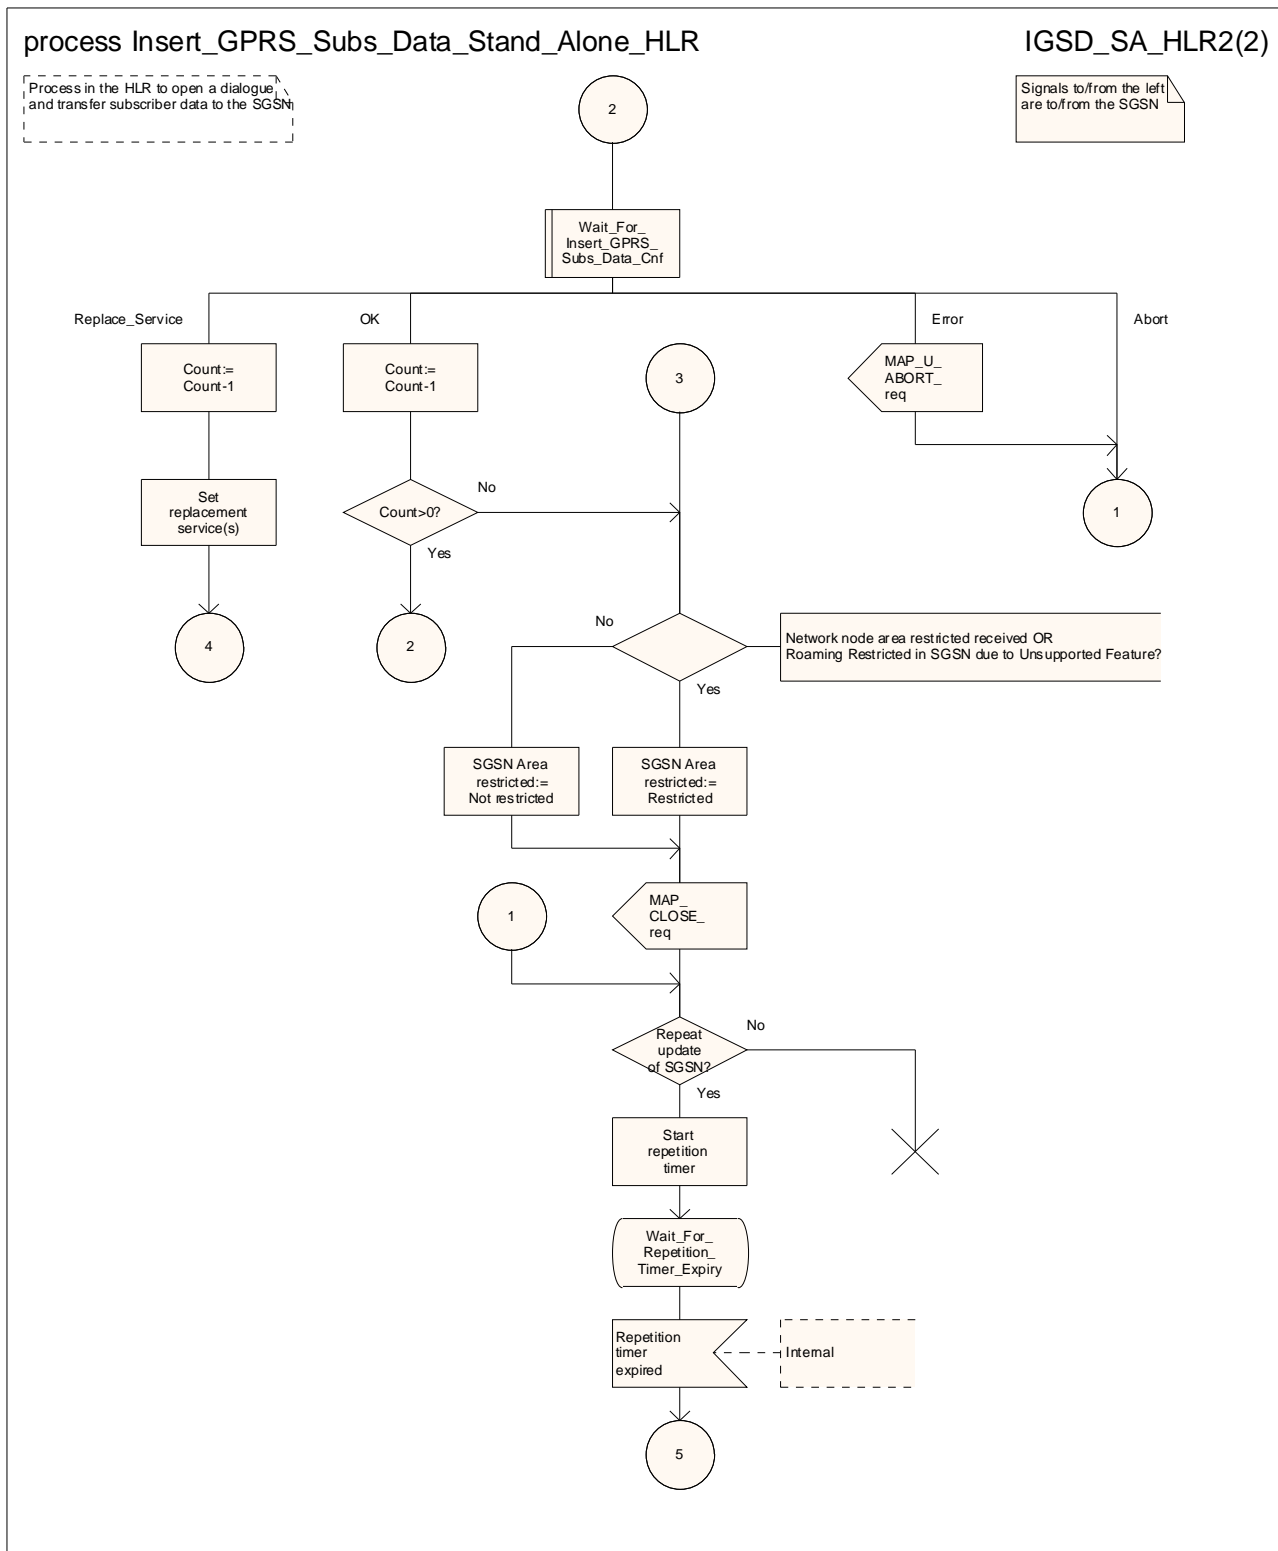 process Insert_GPRS_Subs_Data_Stand_Alone_HLR
IGSD_SA_HLR2(2)
Process in the HLR to open a dialogue
and transfer subscriber data to the SGSN
2
Signals to/from the left
are to/from the SGSN
Wait_For_
Insert_GPRS_
Subs_Data_Cnf
Replace_Service
OK
Error
Abort
Count:=
Count-1
Count:=
Count-1
3
MAP_U_
ABORT_
req
Set
replacement
service(s)
Count>0?
No
Yes
1
4
2
No
Yes
Network node area restricted received OR
Roaming Restricted in SGSN due to Unsupported Feature?
SGSN Area
restricted:=
Not restricted
SGSN Area
restricted:=
Restricted
1
MAP_
CLOSE_
req
Repeat
update
of SGSN?
No
Yes
Start
repetition
timer
Wait_For_
Repetition_
Timer_Expiry
Repetition
timer
expired
Internal
5